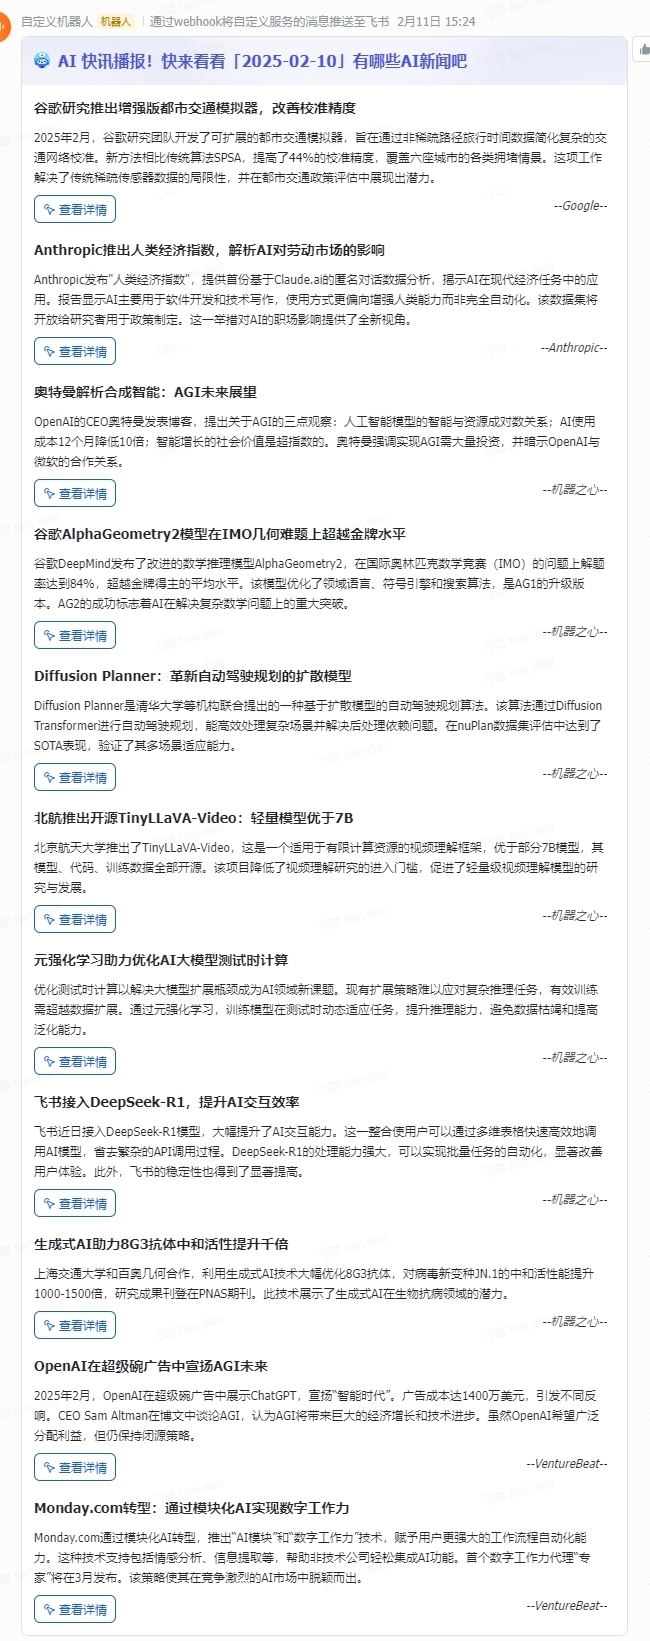 自定义机器人 机器人 | 通过webhook将自定义服务的消息推送至飞书 2月11日 15:24
AI 快讯播报！快来看看「2025-02-10」有哪些AI新闻吧
谷歌研究推出增强版都市交通模拟器，改善校准精度
2025年2月，谷歌研究团队开发了可扩展的都市交通模拟器，旨在通过非稀疏路径旅行时间数据简化复杂的交
通网络校准。新方法相比传统算法SPSA，提高了44%的校准精度，覆盖六座城市的各类拥堵情景。这项工作
解决了传统稀疏传感器数据的局限性，并在都市交通政策评估中展现出潜力。
查看详情
--Google--
Anthropic推出人类经济指数，解析AI对劳动市场的影响
Anthropic发布"人类经济指数"，提供首份基于Claude.ai的匿名对话数据分析，揭示AI在现代经济任务中的应
用。报告显示AI主要用于软件开发和技术写作，使用方式更偏向增强人类能力而非完全自动化。该数据集将
开放给研究者用于政策制定。这一举措对AI的职场影响提供了全新视角。
查看详情
--Anthropic--
奥特曼解析合成智能：AGI未来展望
OpenAI的CEO奥特曼发表博客，提出关于AGI的三点观察：人工智能模型的智能与资源成对数关系；AI使用
成本12个月降低10倍；智能增长的社会价值是超指数的。奥特曼强调实现AGI需大量投资，并暗示OpenAI与
微软的合作关系。
查看详情
--机器之心--
谷歌AlphaGeometry2模型在IMO几何难题上超越金牌水平
谷歌DeepMind发布了改进的数学推理模型AlphaGeometry2，在国际奥林匹克数学竞赛（IMO）的问题上解题
率达到84%，超越金牌得主的平均水平。该模型优化了领域语言、符号引擎和搜索算法，是AG1的升级版
本。AG2的成功标志着AI在解决复杂数学问题上的重大突破。
查看详情
--机器之心--
Diffusion Planner：革新自动驾驶规划的扩散模型
Diffusion Planner是清华大学等机构联合提出的一种基于扩散模型的自动驾驶规划算法。该算法通过Diffusion
Transformer进行自动驾驶规划，能高效处理复杂场景并解决后处理依赖问题。在nuPlan数据集评估中达到了
SOTA表现，验证了其多场景适应能力。
查看详情
--机器之心--
北航推出开源TinyLLaVA-Video：轻量模型优于7B
北京航天大学推出了TinyLLaVA-Video，这是一个适用于有限计算资源的视频理解框架，优于部分7B模型，其
模型、代码、训练数据全部开源。该项目降低了视频理解研究的进入门槛，促进了轻量级视频理解模型的研
究与发展。
查看详情
--机器之心--
元强化学习助力优化AI大模型测试时计算
优化测试时计算以解决大模型扩展瓶颈成为AI领域新课题。现有扩展策略难以应对复杂推理任务，有效训练
需超越数据扩展。通过元强化学习，训练模型在测试时动态适应任务，提升推理能力，避免数据枯竭和提高
泛化能力。
查看详情
--机器之心--
飞书接入DeepSeek-R1，提升AI交互效率
飞书近日接入DeepSeek-R1模型，大幅提升了AI交互能力。这一整合使用户可以通过多维表格快速高效地调
用AI模型，省去繁杂的API调用过程。DeepSeek-R1的处理能力强大，可以实现批量任务的自动化，显著改善
用户体验。此外，飞书的稳定性也得到了显著提高。
查看详情
--机器之心--
生成式AI助力8G3抗体中和活性提升千倍
上海交通大学和百奥几何合作，利用生成式AI技术大幅优化8G3抗体，对病毒新变种JN.1的中和活性能提升
1000-1500倍，研究成果刊登在PNAS期刊。此技术展示了生成式AI在生物抗病领域的潜力。
查看详情
--机器之心--
OpenAI在超级碗广告中宣扬AGI未来
2025年2月，OpenAI在超级碗广告中展示ChatGPT，宣扬"智能时代"。广告成本达1400万美元，引发不同反
响。CEO Sam Altman在博文中谈论AGI，认为AGI将带来巨大的经济增长和技术进步。虽然OpenAI希望广泛
分配利益，但仍保持闭源策略。
查看详情
--VentureBeat--
Monday.com转型：通过模块化AI实现数字工作力
Monday.com通过模块化AI转型，推出"AI模块"和"数字工作力"技术，赋予用户更强大的工作流程自动化能
力。这种技术支持包括情感分析、信息提取等，帮助非技术公司轻松集成AI功能。首个数字工作力代理"专
家"将在3月发布。该策略使其在竞争激烈的AI市场中脱颖而出。
查看详情
--VentureBeat--